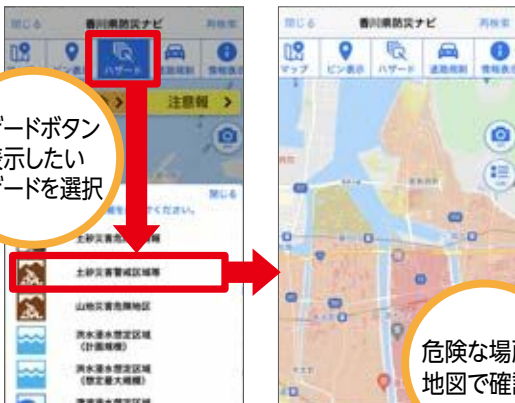 閉じる
香川県防災ナビ
再検索
マップ
ピン表示
ハザード
道路規制
情報表示
注意報 >
ードボタン
表示したい
ードを選択
閉じる
ください。
土砂災害警戒区域等
山地災害危険地区
洪水浸水想定区域
(計画規模)
洪水浸水想定区域
(想定最大規模)
閉じる
香川県防災ナビ
再検索
マップ
ピン表示
ハザード
道路規制
情報表示
危険な場所
地図で確認